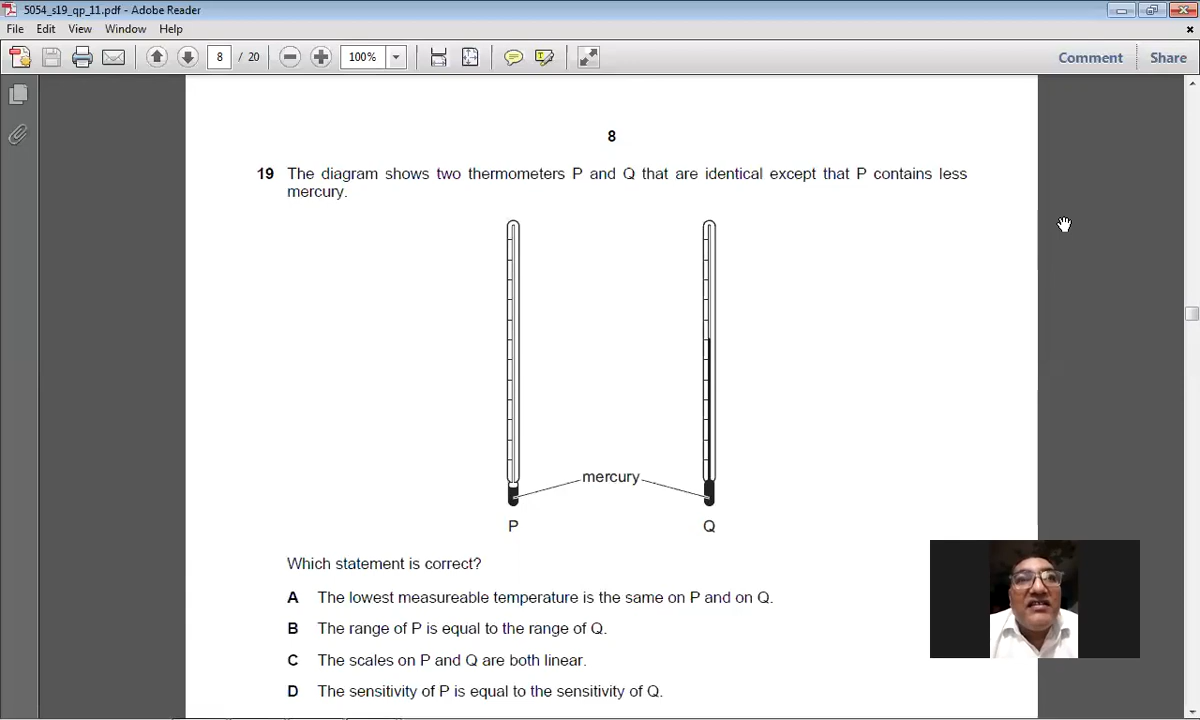 5054_s19_qp_11.pdf - Adobe Reader
File Edit View Window Help
8 / 20 100% Comment Share
8
19 The diagram shows two thermometers P and Q that are identical except that P contains less
mercury.
mercury
P Q
Which statement is correct?
A The lowest measureable temperature is the same on P and on Q.
B The range of P is equal to the range of Q.
C The scales on P and Q are both linear.
D The sensitivity of P is equal to the sensitivity of Q.